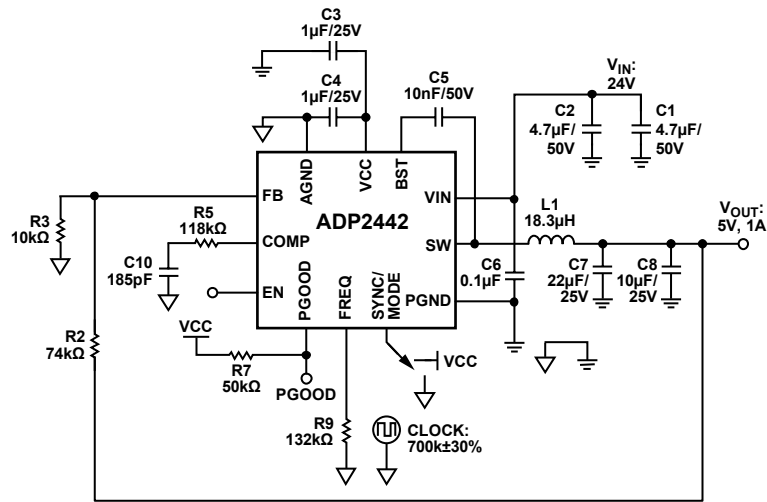 C3
1µF/25V
C4
1µF/25V
C5
10nF/50V
V_IN:
24V
C2
4.7µF/
50V
C1
4.7µF/
50V
AGND
VCC
BST
FB
VIN
ADP2442
R3
10kΩ
R5
118kΩ
COMP
SW
L1
18.3µH
V_OUT:
5V, 1A
C10
185pF
EN
PGOOD
FREQ
SYNC/
MODE
PGND
C6
0.1µF
C7
22µF/
25V
C8
10µF/
25V
R2
74kΩ
VCC
R7
50kΩ
PGOOD
VCC
R9
132kΩ
CLOCK:
700k±30%